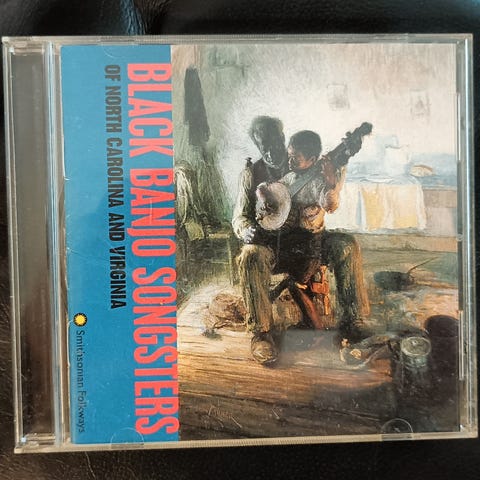 BLACK BANJO SONGSTERS
OF NORTH CAROLINA AND VIRGINIA
Smithsonian Folkways